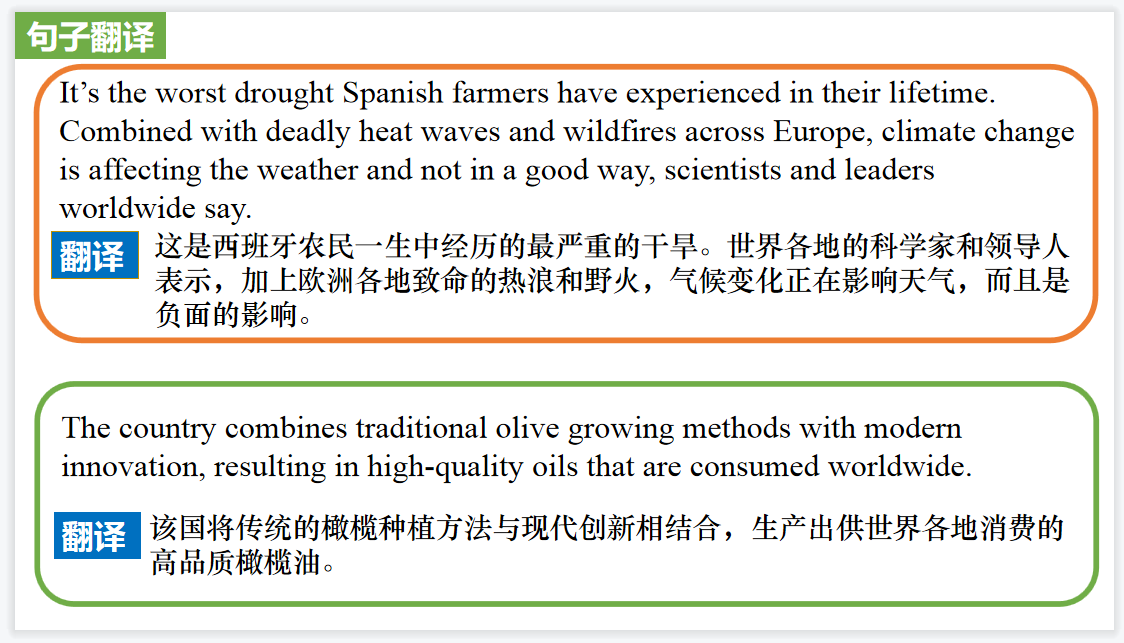 句子翻译
It’s the worst drought Spanish farmers have experienced in their lifetime.
Combined with deadly heat waves and wildfires across Europe, climate change
is affecting the weather and not in a good way, scientists and leaders
worldwide say.
翻译
这是西班牙农民一生中经历的最严重的干旱。世界各地的科学家和领导人
表示，加上欧洲各地致命的热浪和野火，气候变化正在影响天气，而且是
负面的影响。
The country combines traditional olive growing methods with modern
innovation, resulting in high-quality oils that are consumed worldwide.
翻译
该国将传统的橄榄种植方法与现代创新相结合，生产出供世界各地消费的
高品质橄榄油。